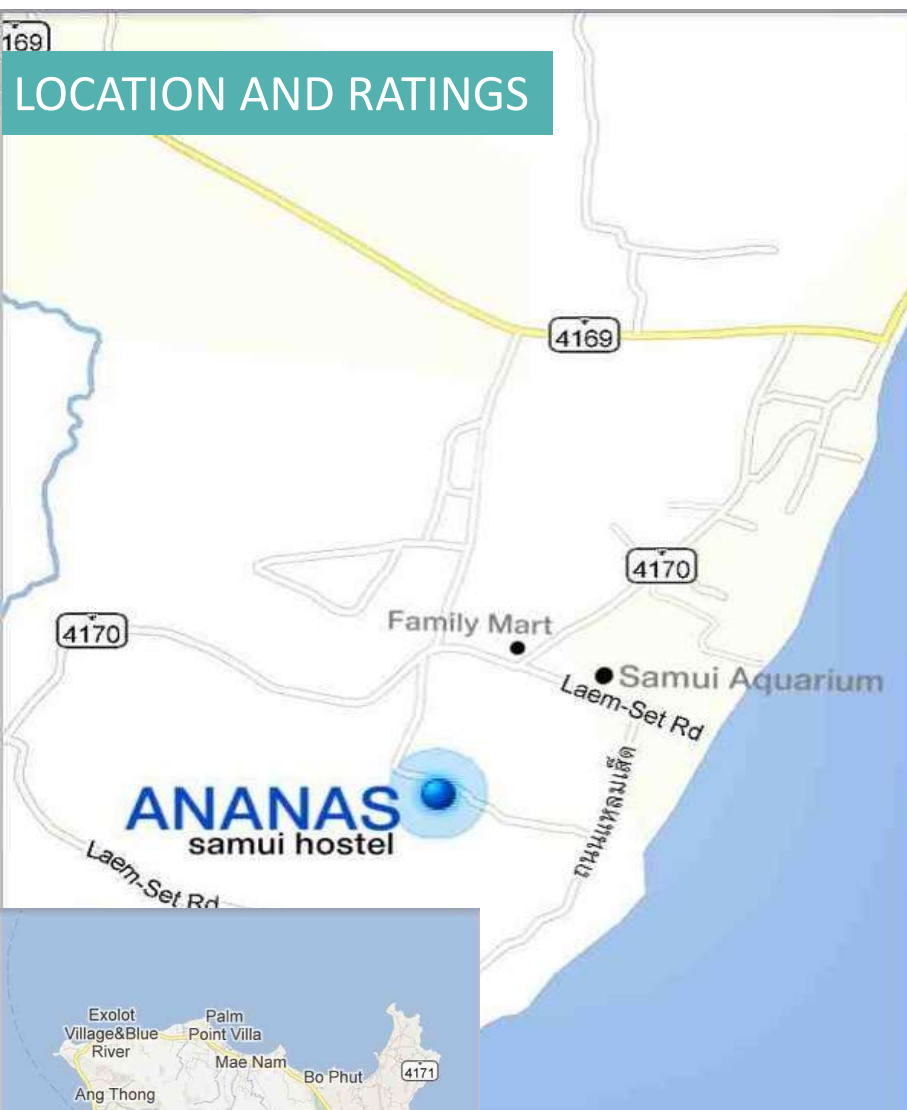 169
LOCATION AND RATINGS
4169
4170
Family Mart
4170
Samui Aquarium
Laem-Set Rd
ANANAS
samui hostel
Laem-Set Rd
Exolot
Village&Blue
River
Palm
Point Villa
Mae Nam
Bo Phut
4171
Ang Thong